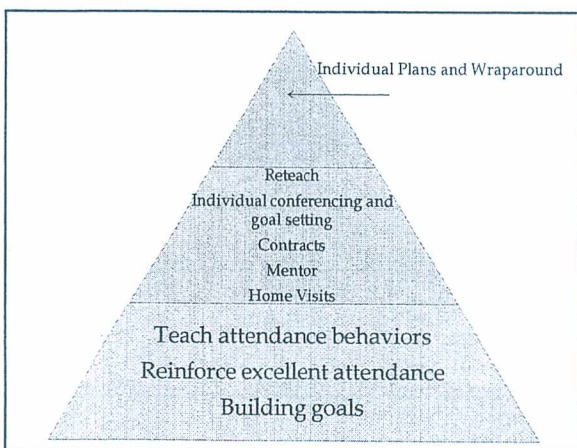 Individual Plans and Wraparound
Reteach
Individual conferencing and
goal setting
Contracts
Mentor
Home Visits
Teach attendance behaviors
Reinforce excellent attendance
Building goals